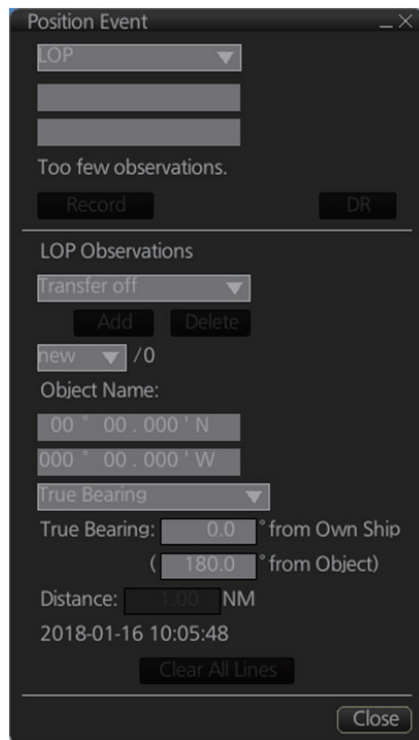 Position Event
LOP
Too few observations.
Record DR
LOP Observations
Transfer off
Add Delete
new /0
Object Name:
00 ° 00 . 000 ' N
000 ° 00 . 000 ' W
True Bearing
True Bearing: 0.0 ° from Own Ship
( 180.0 ° from Object)
Distance: 1.00 NM
2018-01-16 10:05:48
Clear All Lines
Close